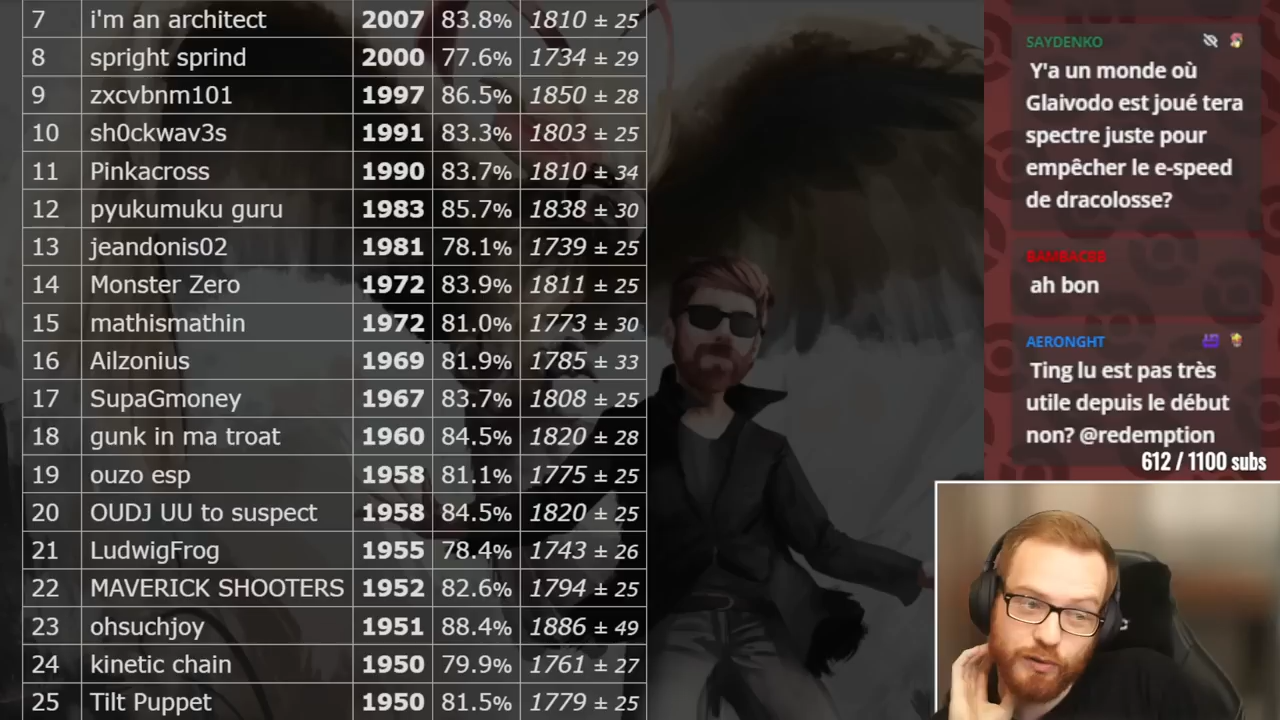 7 i'm an architect 2007 83.8% 1810 ± 25
8 spright sprind 2000 77.6% 1734 ± 29
9 zxcvbnm101 1997 86.5% 1850 ± 28
10 sh0ckwav3s 1991 83.3% 1803 ± 25
11 Pinkacross 1990 83.7% 1810 ± 34
12 pyukumuku guru 1983 85.7% 1838 ± 30
13 jeandonis02 1981 78.1% 1739 ± 25
14 Monster Zero 1972 83.9% 1811 ± 25
15 mathismathin 1972 81.0% 1773 ± 30
16 Ailzonius 1969 81.9% 1785 ± 33
17 SupaGmoney 1967 83.7% 1808 ± 25
18 gunk in ma troat 1960 84.5% 1820 ± 28
19 ouzo esp 1958 81.1% 1775 ± 25
20 OUDJ UU to suspect 1958 84.5% 1820 ± 25
21 LudwigFrog 1955 78.4% 1743 ± 26
22 MAVERICK SHOOTERS 1952 82.6% 1794 ± 25
23 ohsuchjoy 1951 88.4% 1886 ± 49
24 kinetic chain 1950 79.9% 1761 ± 27
25 Tilt Puppet 1950 81.5% 1779 ± 25
SAYDENKO
Y'a un monde où
Glaivodo est joué tera
spectre juste pour
empêcher le e-speed
de dracolosse?
BAMBACBB
ah bon
AERONGHT
Ting lu est pas très
utile depuis le début
non? @redemption
612 / 1100 subs